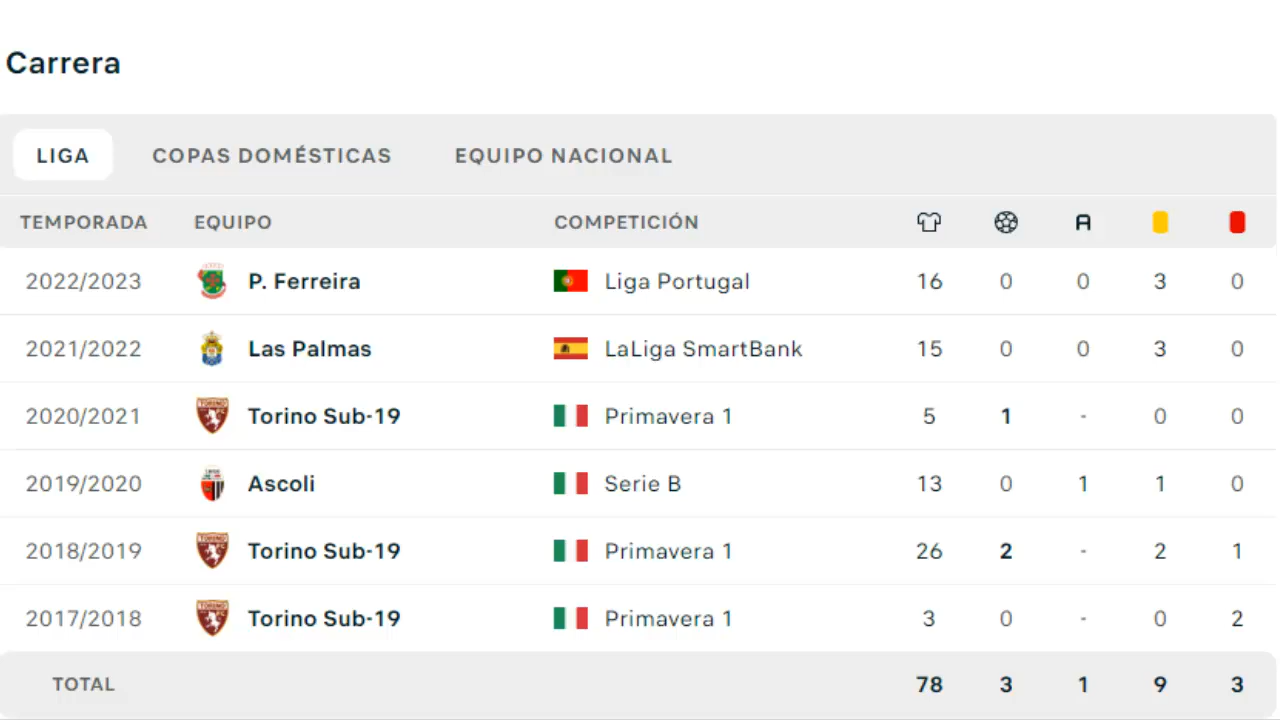 Carrera
LIGA COPAS DOMÉSTICAS EQUIPO NACIONAL
TEMPORADA EQUIPO COMPETICIÓN A
2022/2023 P. Ferreira Liga Portugal 16 0 0 3 0
2021/2022 Las Palmas LaLiga SmartBank 15 0 0 3 0
2020/2021 Torino Sub-19 Primavera 1 5 1 - 0 0
2019/2020 Ascoli Serie B 13 0 1 1 0
2018/2019 Torino Sub-19 Primavera 1 26 2 - 2 1
2017/2018 Torino Sub-19 Primavera 1 3 0 - 0 2
TOTAL 78 3 1 9 3